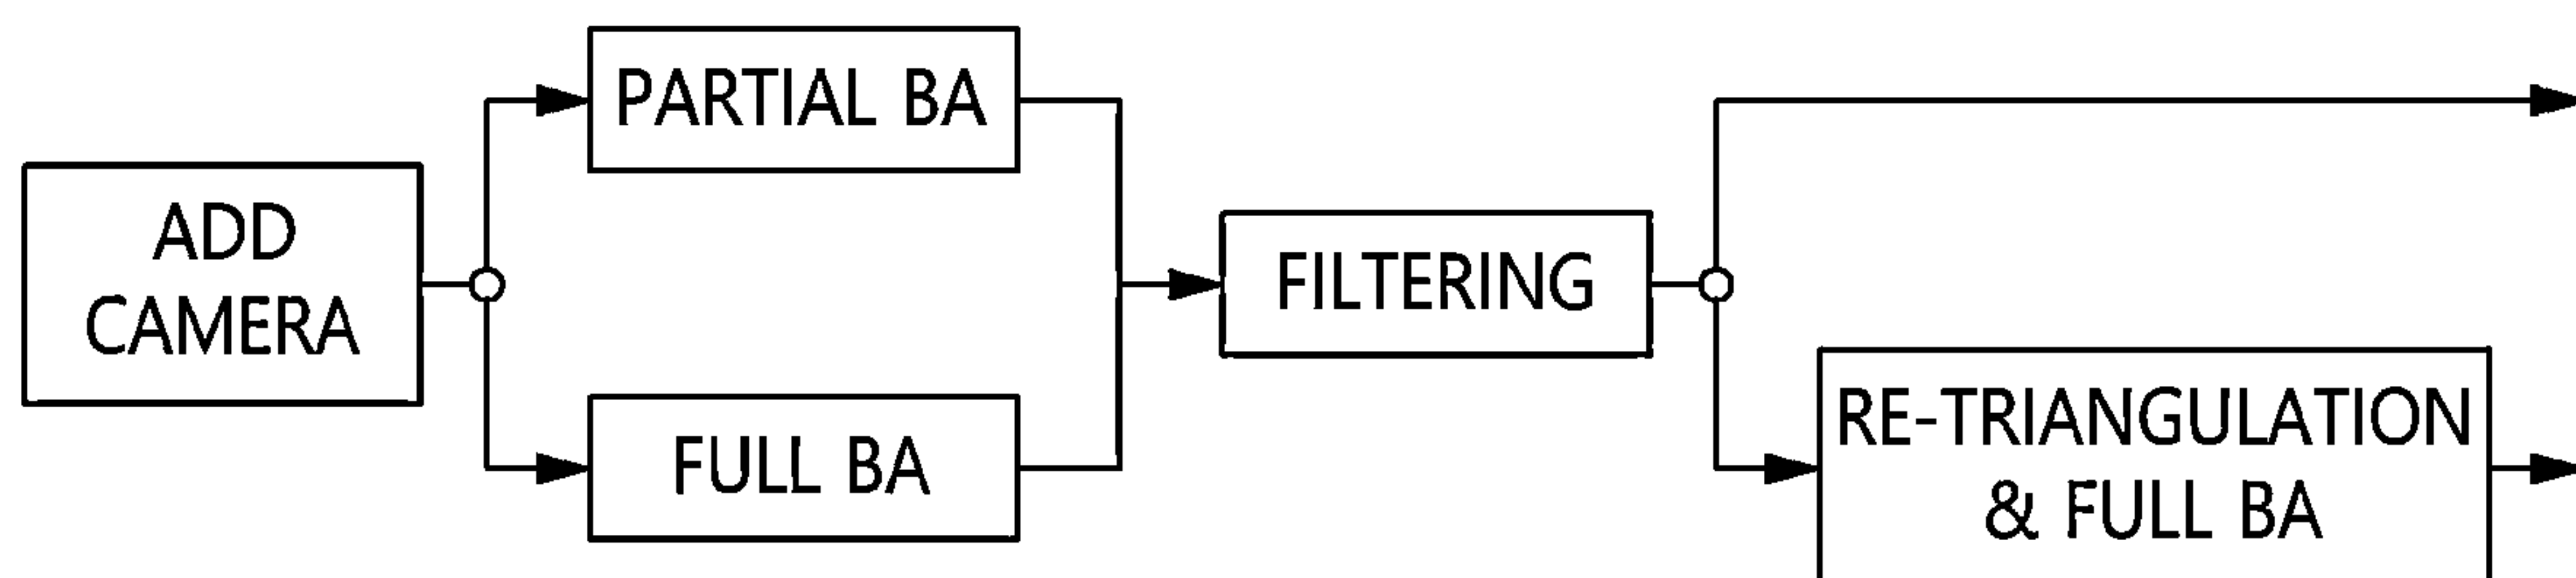 ADD
CAMERA
PARTIAL BA
FULL BA
FILTERING
RE-TRIANGULATION
& FULL BA